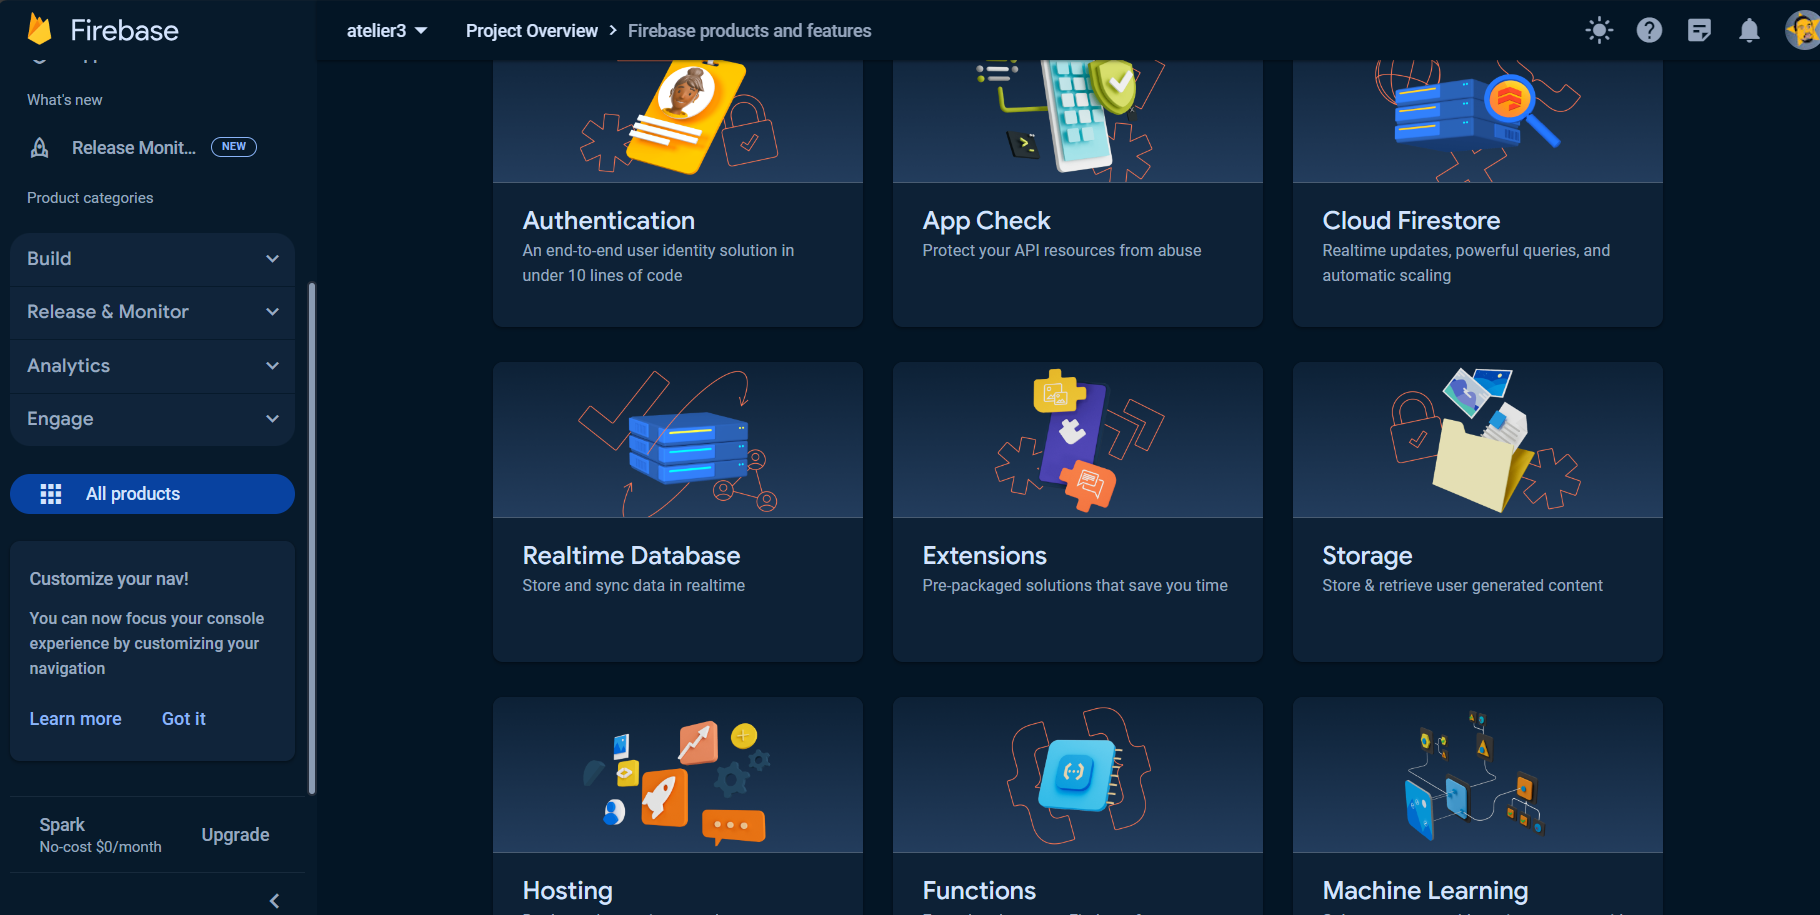 Firebase
atelier3
Project Overview > Firebase products and features
What's new
Release Monit... NEW
Product categories
Build
Release & Monitor
Analytics
Engage
All products
Customize your nav!
You can now focus your console
experience by customizing your
navigation
Learn more Got it
Spark
No-cost $0/month
Upgrade
Authentication
An end-to-end user identity solution in
under 10 lines of code
App Check
Protect your API resources from abuse
Cloud Firestore
Realtime updates, powerful queries, and
automatic scaling
Realtime Database
Store and sync data in realtime
Extensions
Pre-packaged solutions that save you time
Storage
Store & retrieve user generated content
Hosting
Functions
Machine Learning